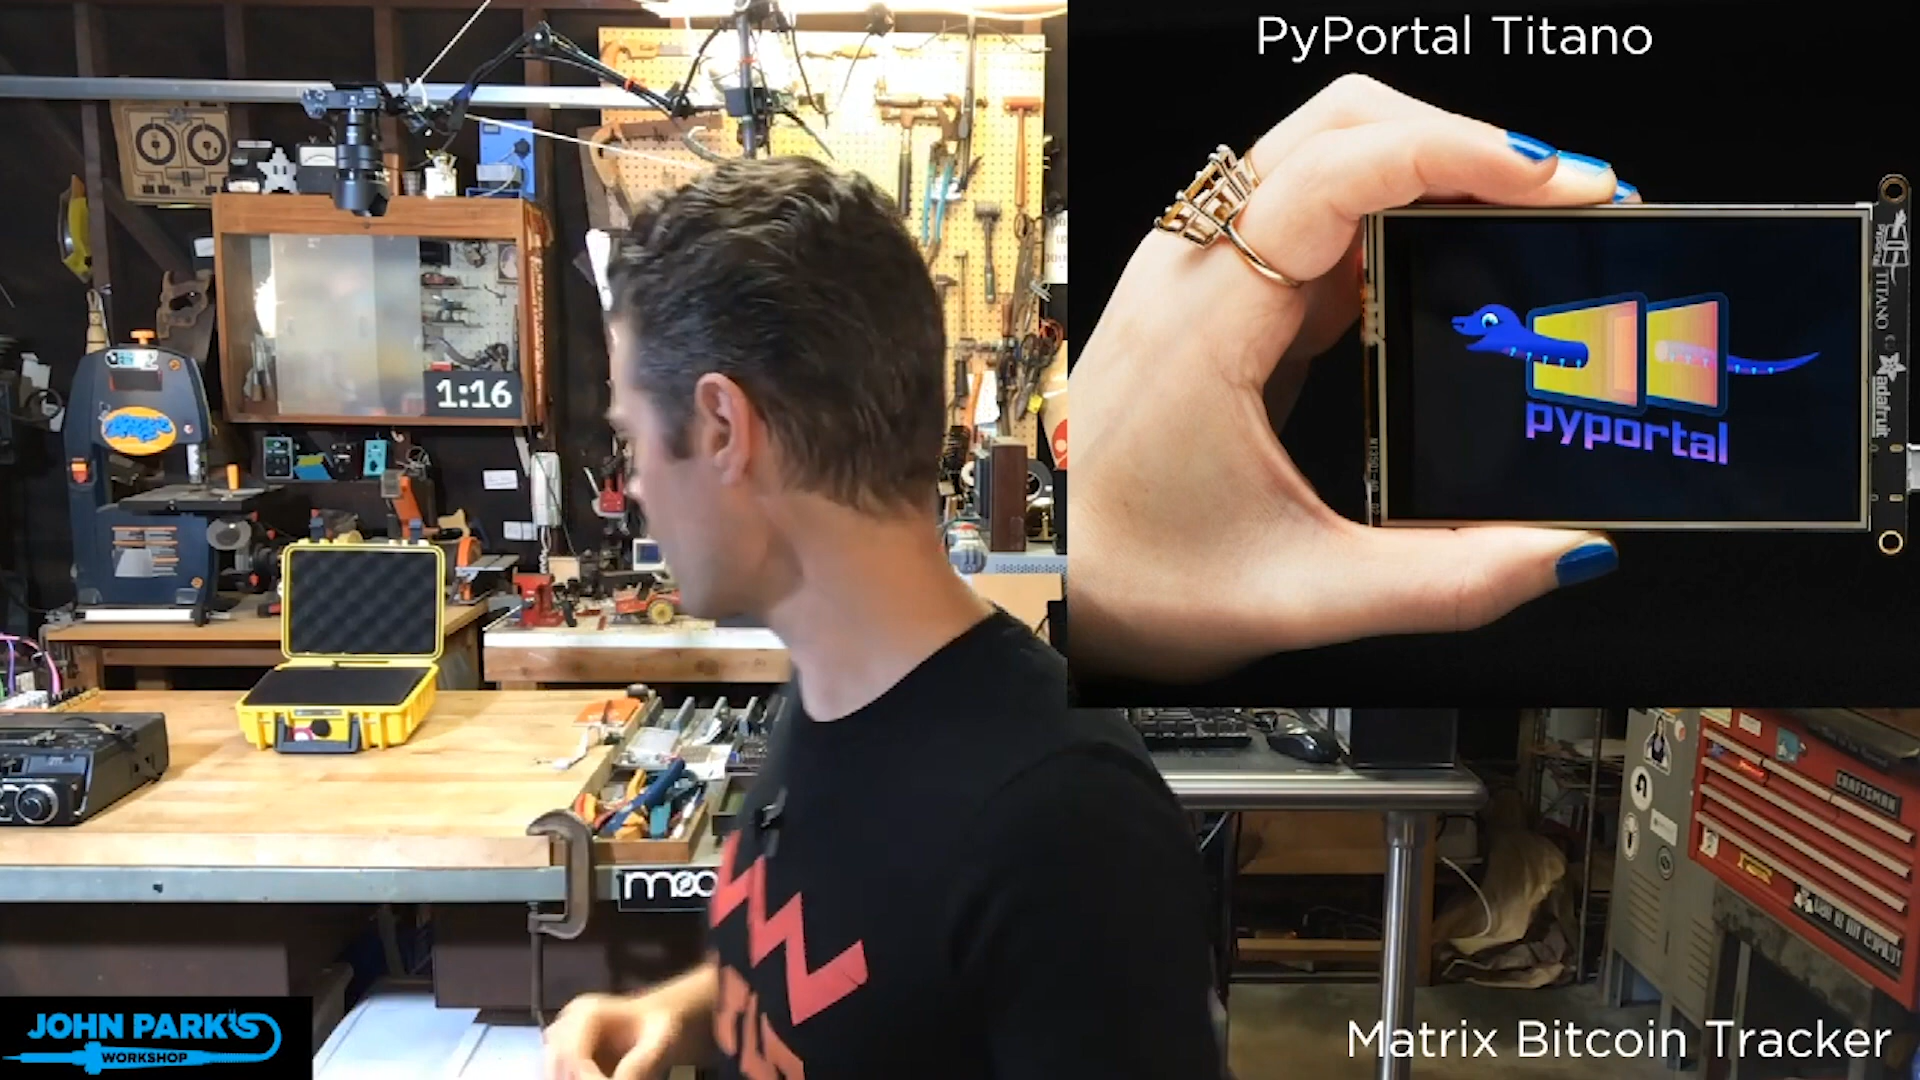 PyPortal Titano
TITANO
adafruit
pyportal
1:16
moo
CRAFTSMAN
JOHN PARK'S
WORKSHOP
Matrix Bitcoin Tracker